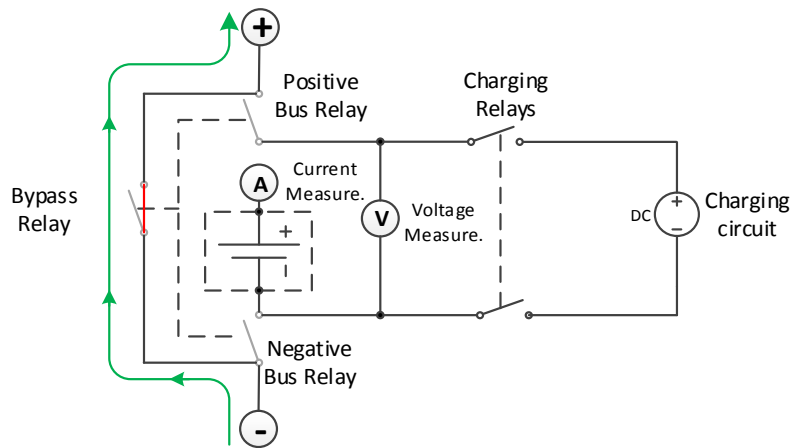 +
Positive
Bus Relay
Charging
Relays
A
Current
Measure.
Bypass
Relay
+
V
Voltage
Measure.
DC
+
−
Charging
circuit
Negative
Bus Relay
-